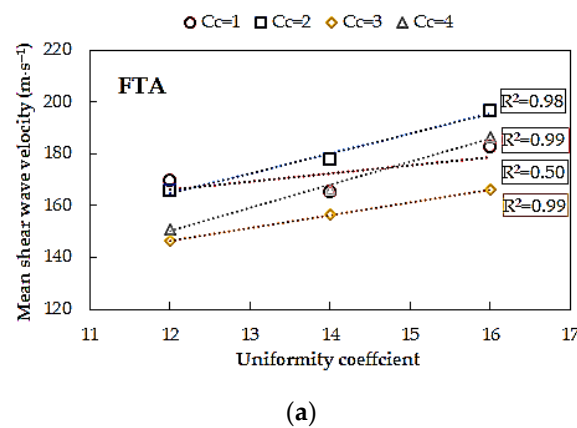 Cc=1 Cc=2 Cc=3 Cc=4
Mean shear wave velocity (m·s⁻¹)
220
200
180
160
140
120
FTA
R²=0.98
R²=0.99
R²=0.50
R²=0.99
11 12 13 14 15 16 17
Uniformity coeffcient
(a)